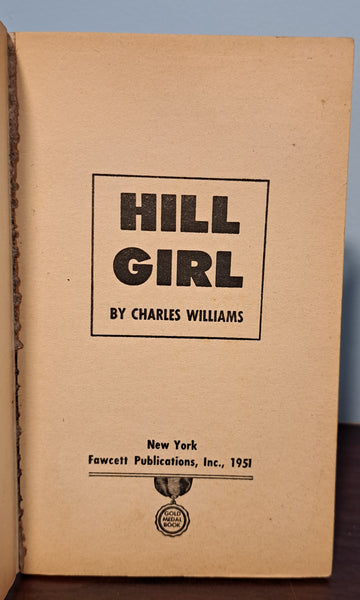 HILL
GIRL
BY CHARLES WILLIAMS
New York
Fawcett Publications, Inc., 1951
GOLD
MEDAL
BOOK